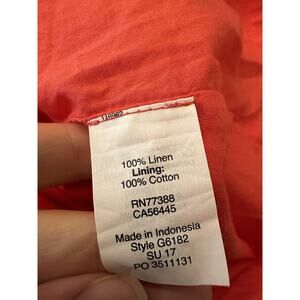 100% Linen
Lining:
100% Cotton
RN77388
CA56445
Made in Indonesia
Style G6182
SU 17
PO 3511131